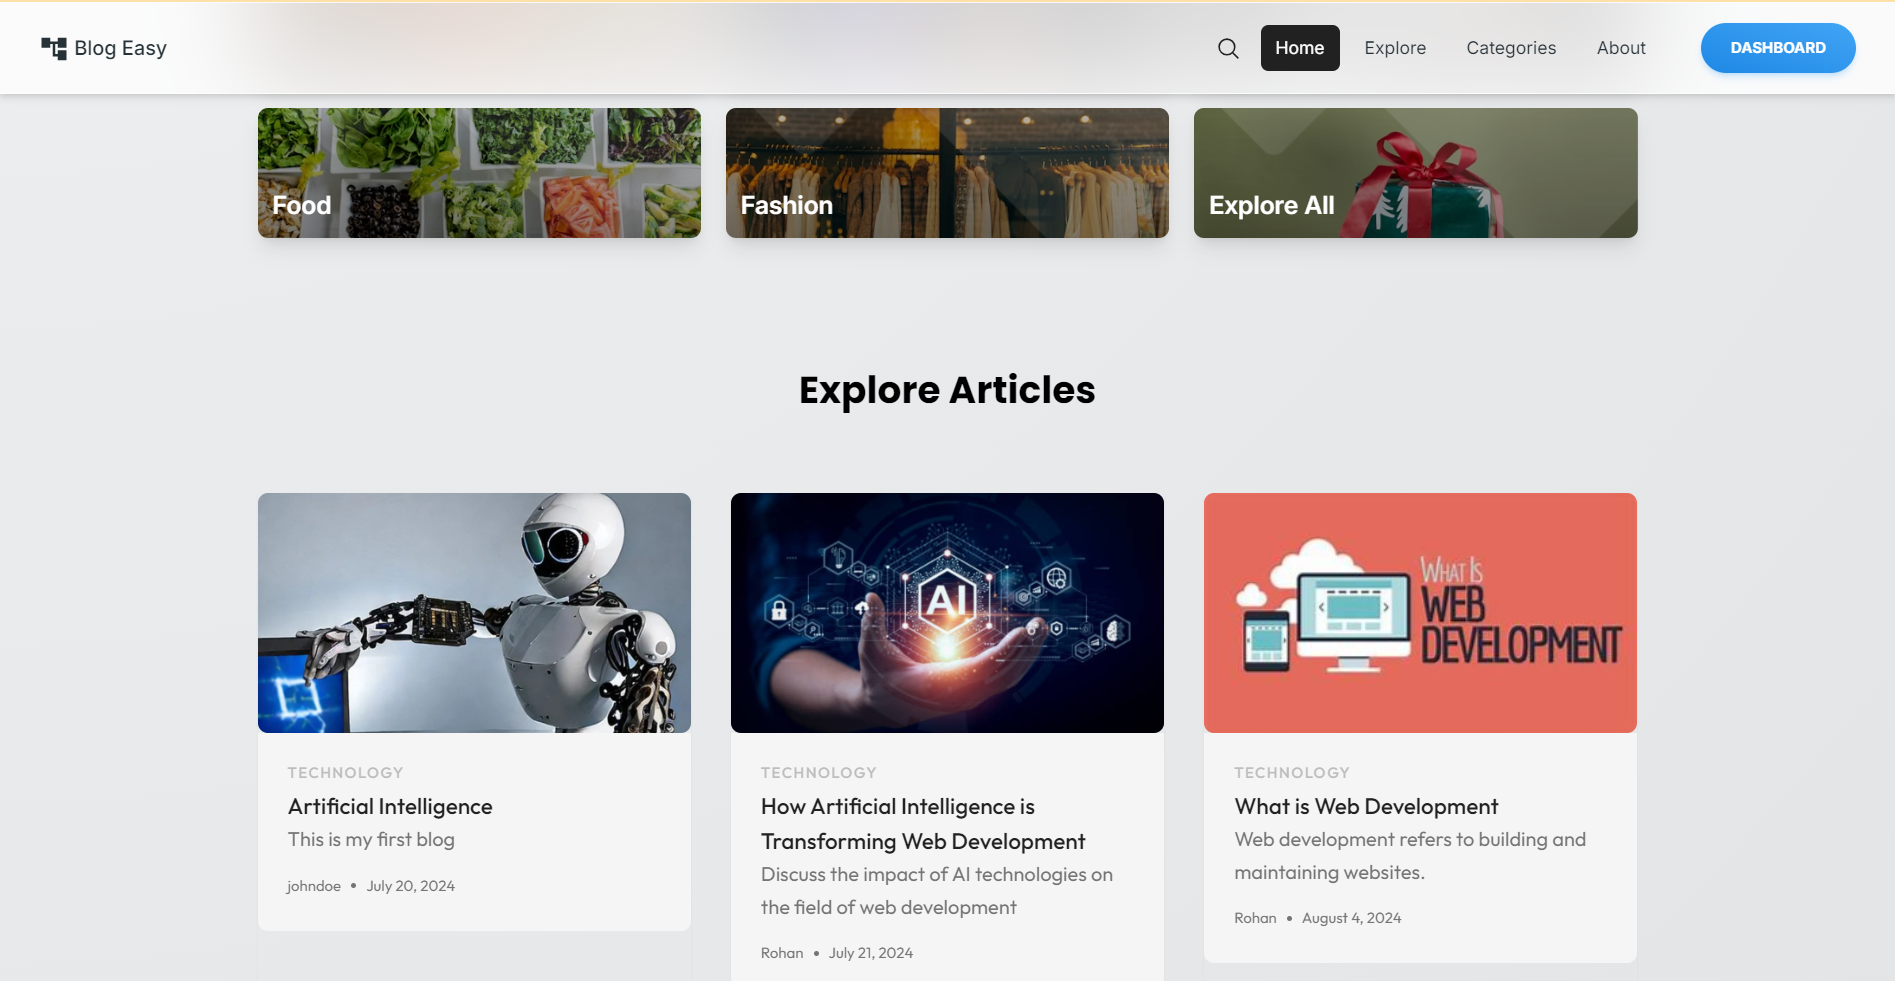 Blog Easy
Home
Explore
Categories
About
DASHBOARD
Food
Fashion
Explore All
Explore Articles
AI
WHAT IS
WEB
DEVELOPMENT
TECHNOLOGY
Artificial Intelligence
This is my first blog
johndoe • July 20, 2024
TECHNOLOGY
How Artificial Intelligence is
Transforming Web Development
Discuss the impact of AI technologies on
the field of web development
Rohan • July 21, 2024
TECHNOLOGY
What is Web Development
Web development refers to building and
maintaining websites.
Rohan • August 4, 2024